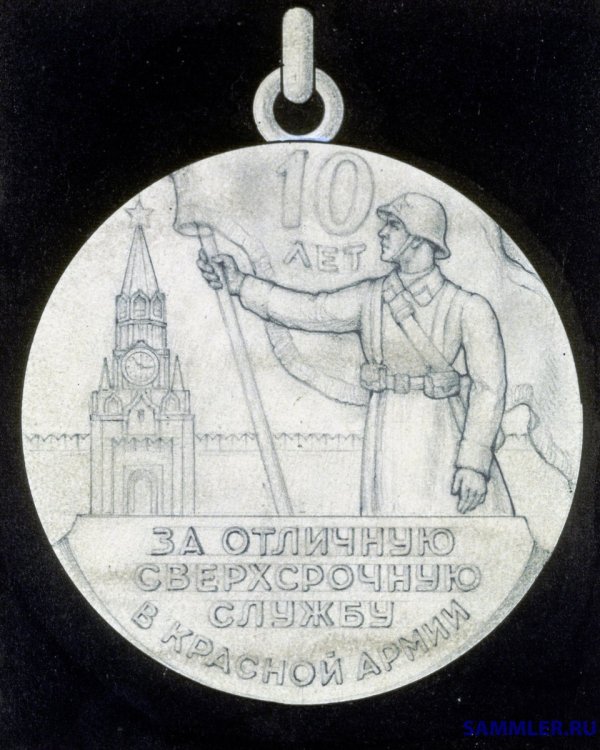 10
ЛЕТ
ЗА ОТЛИЧНУЮ
СВЕРХСРОЧНУЮ
СЛУЖБУ
В КРАСНОЙ АРМИИ
SAMMLER.RU